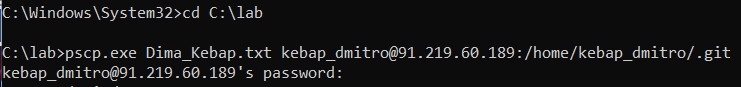 C:\Windows\System32>cd C:\lab
C:\lab>pscp.exe Dima_Kebap.txt kebap_dmitro@91.219.60.189:/home/kebap_dmitro/.git
kebap_dmitro@91.219.60.189's password: